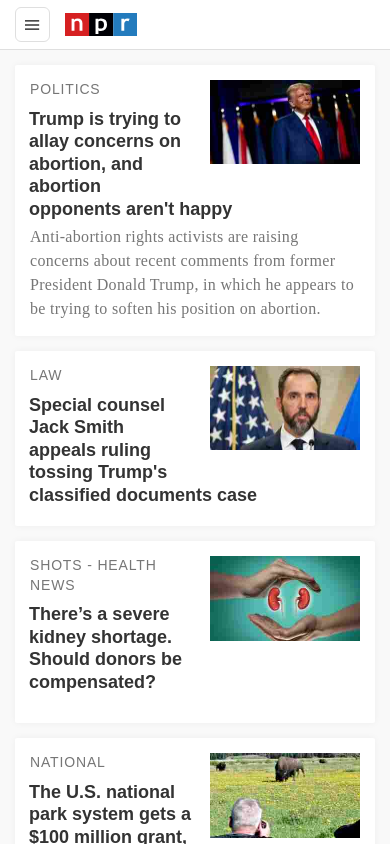 npr
POLITICS
Trump is trying to
allay concerns on
abortion, and
abortion
opponents aren't happy
Anti-abortion rights activists are raising
concerns about recent comments from former
President Donald Trump, in which he appears to
be trying to soften his position on abortion.
LAW
Special counsel
Jack Smith
appeals ruling
tossing Trump's
classified documents case
SHOTS - HEALTH
NEWS
There’s a severe
kidney shortage.
Should donors be
compensated?
NATIONAL
The U.S. national
park system gets a
$100 million grant,